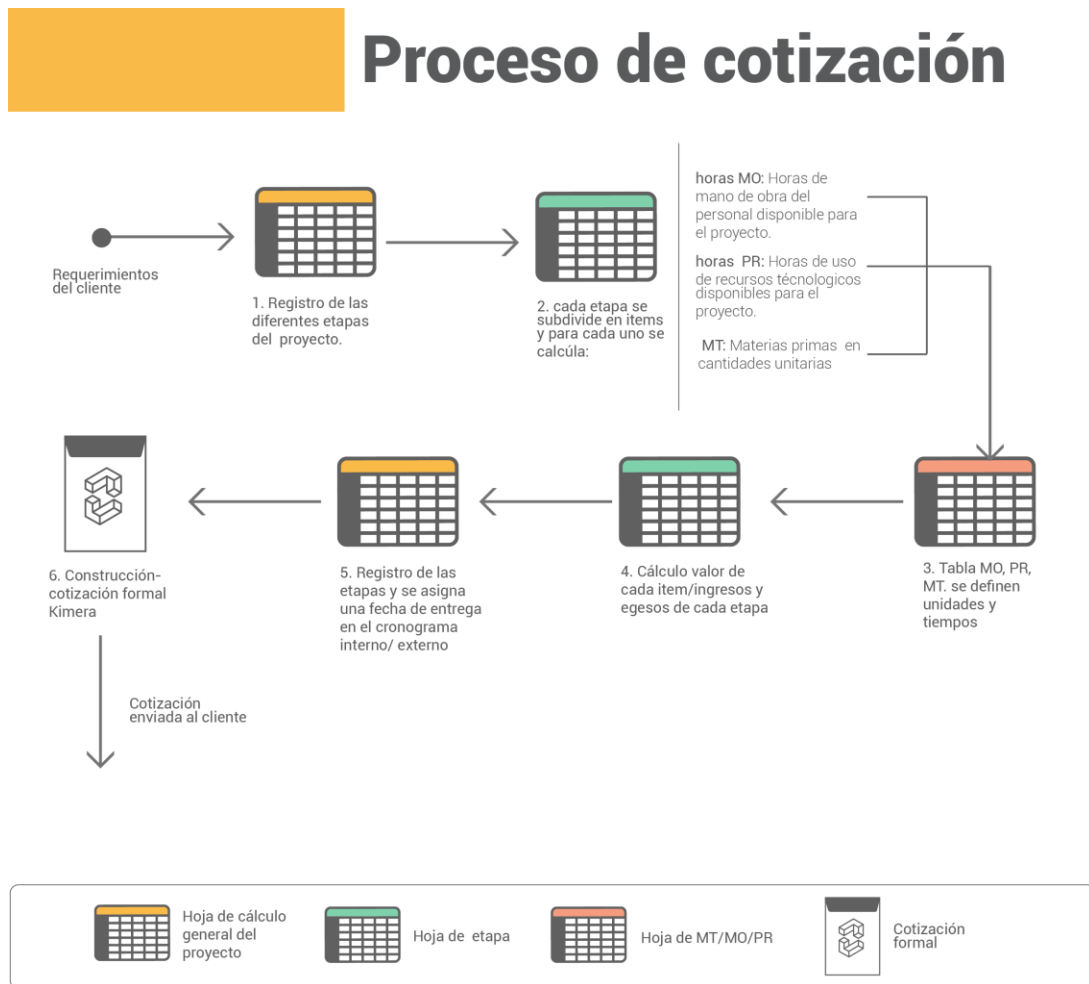 Proceso de cotización
Requerimientos
del cliente
1. Registro de las
diferentes etapas
del proyecto.
2. cada etapa se
subdivide en items
y para cada uno se
calcúla:
horas MO: Horas de
mano de obra del
personal disponible para
el proyecto.
horas PR: Horas de uso
de recursos técnologicos
disponibles para el
proyecto.
MT: Materias primas en
cantidades unitarias
3. Tabla MO, PR,
MT. se definen
unidades y
tiempos
4. Cálculo valor de
cada item/ingresos y
egesos de cada etapa
5. Registro de las
etapas y se asigna
una fecha de entrega
en el cronograma
interno/ externo
6. Construcción-
cotización formal
Kimera
Cotización
enviada al cliente
Hoja de cálculo
general del
proyecto
Hoja de etapa
Hoja de MT/MO/PR
Cotización
formal